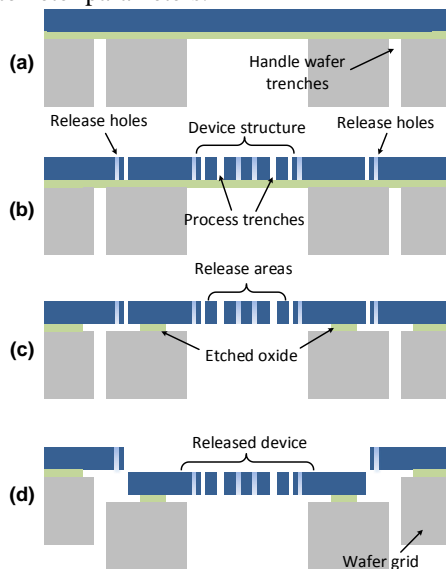 (a)
Handle wafer
trenches
Release holes
Device structure
Release holes
(b)
Process trenches
Release areas
(c)
Etched oxide
Released device
(d)
Wafer grid